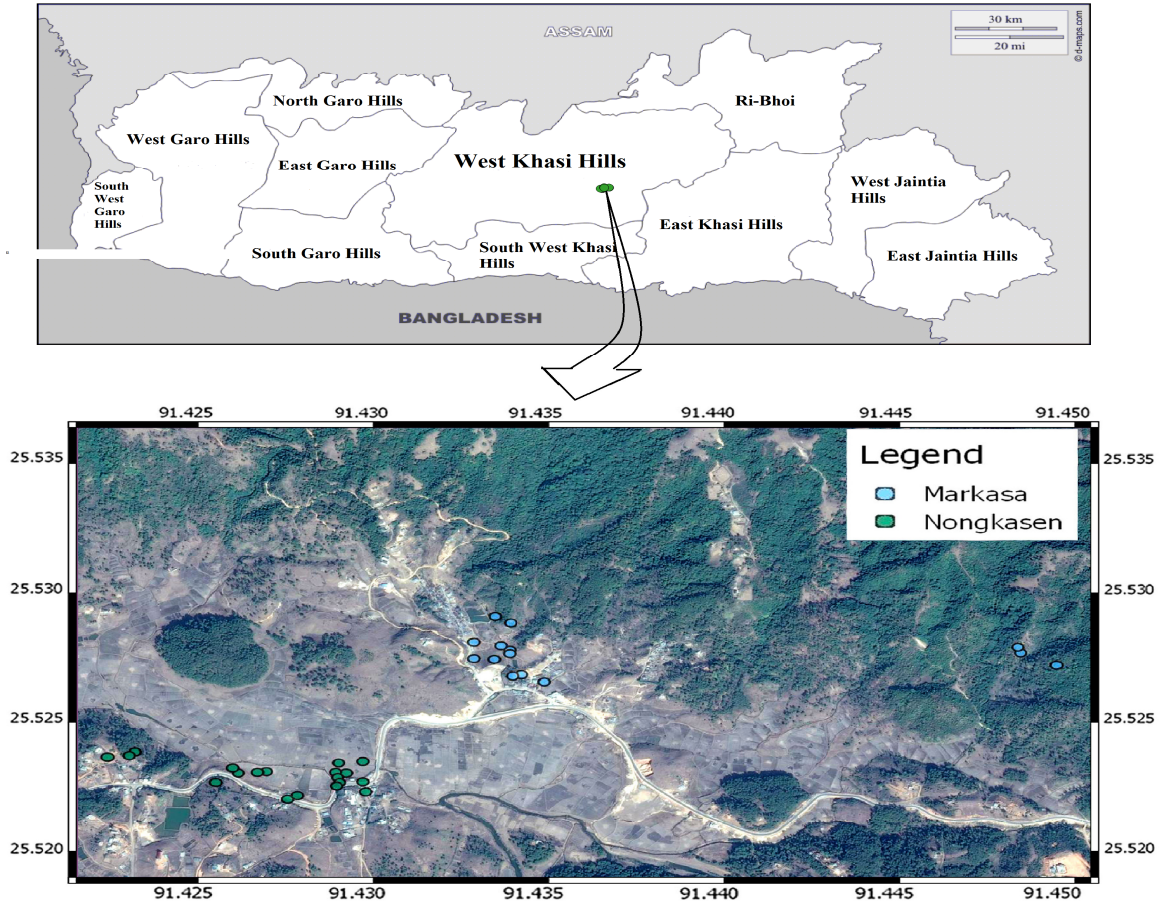 ASSAM
30 km
20 mi
© d-maps.com
North Garo Hills
Ri-Bhoi
West Garo Hills
East Garo Hills
West Khasi Hills
South
West
Garo
Hills
West Jaintia
Hills
East Khasi Hills
South Garo Hills
South West Khasi
Hills
East Jaintia Hills
BANGLADESH
91.425 91.430 91.435 91.440 91.445 91.450
Legend
25.535 25.535
Markasa
Nongkasen
25.530 25.530
25.525 25.525
25.520 25.520
91.425 91.430 91.435 91.440 91.445 91.450